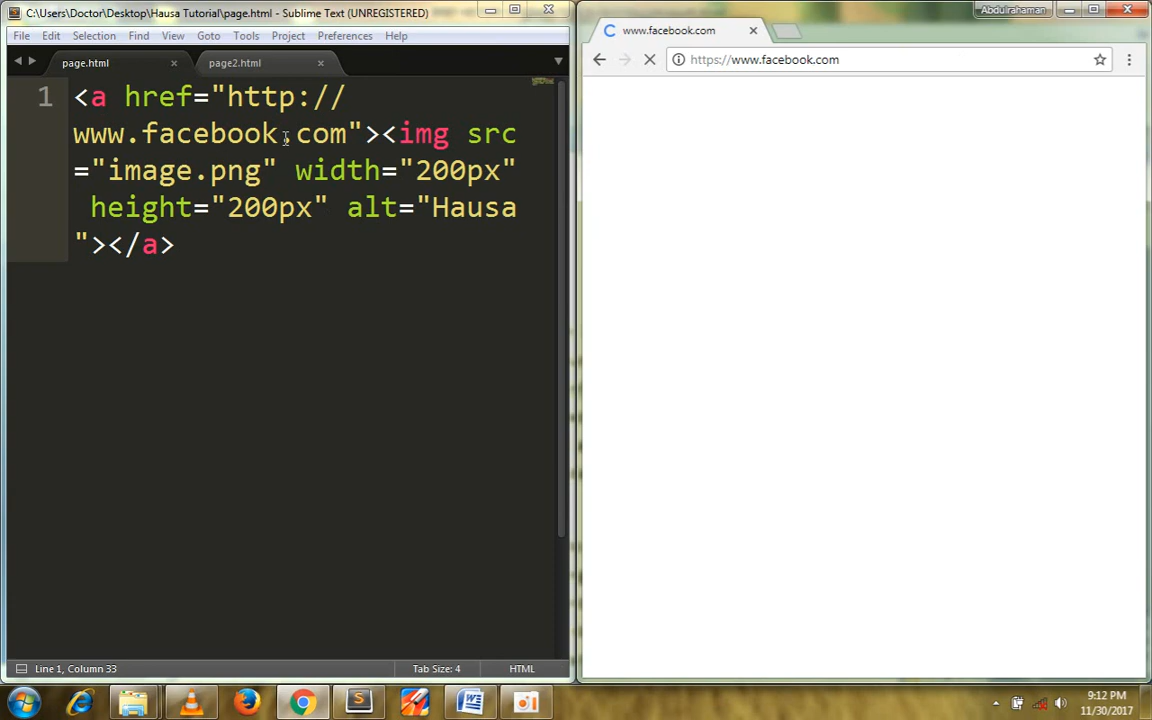 C:\Users\Doctor\Desktop\Hausa Tutorial\page.html - Sublime Text (UNREGISTERED)
File Edit Selection Find View Goto Tools Project Preferences Help
page.html page2.html
1 <a href="http://
www.facebook.com"><img src
="image.png" width="200px"
height="200px" alt="Hausa
"></a>
Line 1, Column 33 Tab Size: 4 HTML
Abdulrahaman
www.facebook.com
https://www.facebook.com
9:12 PM
11/30/2017